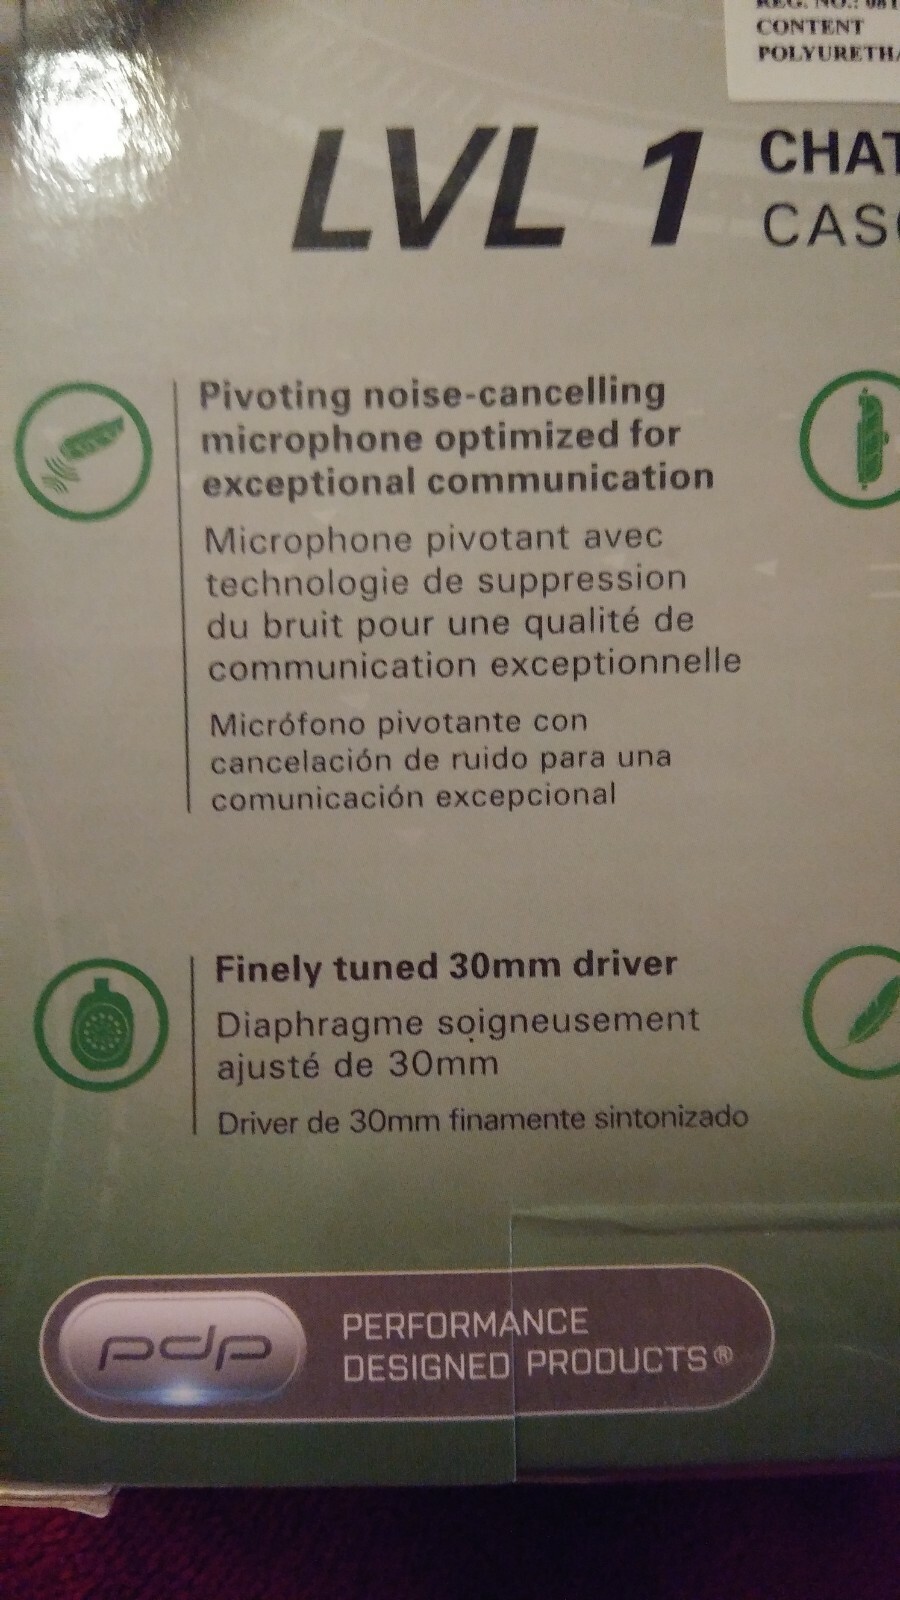 CONTENT
LVL 1
Pivoting noise-cancelling
microphone optimized for
exceptional communication
Microphone pivotant avec
technologie de suppression
du bruit pour une qualité de
communication exceptionnelle
Micrófono pivotante con
cancelación de ruido para una
comunicación excepcional
Finely tuned 30mm driver
Diaphragme soigneusement
ajusté de 30mm
Driver de 30mm finamente sintonizado
pdp
PERFORMANCE
DESIGNED PRODUCTS®